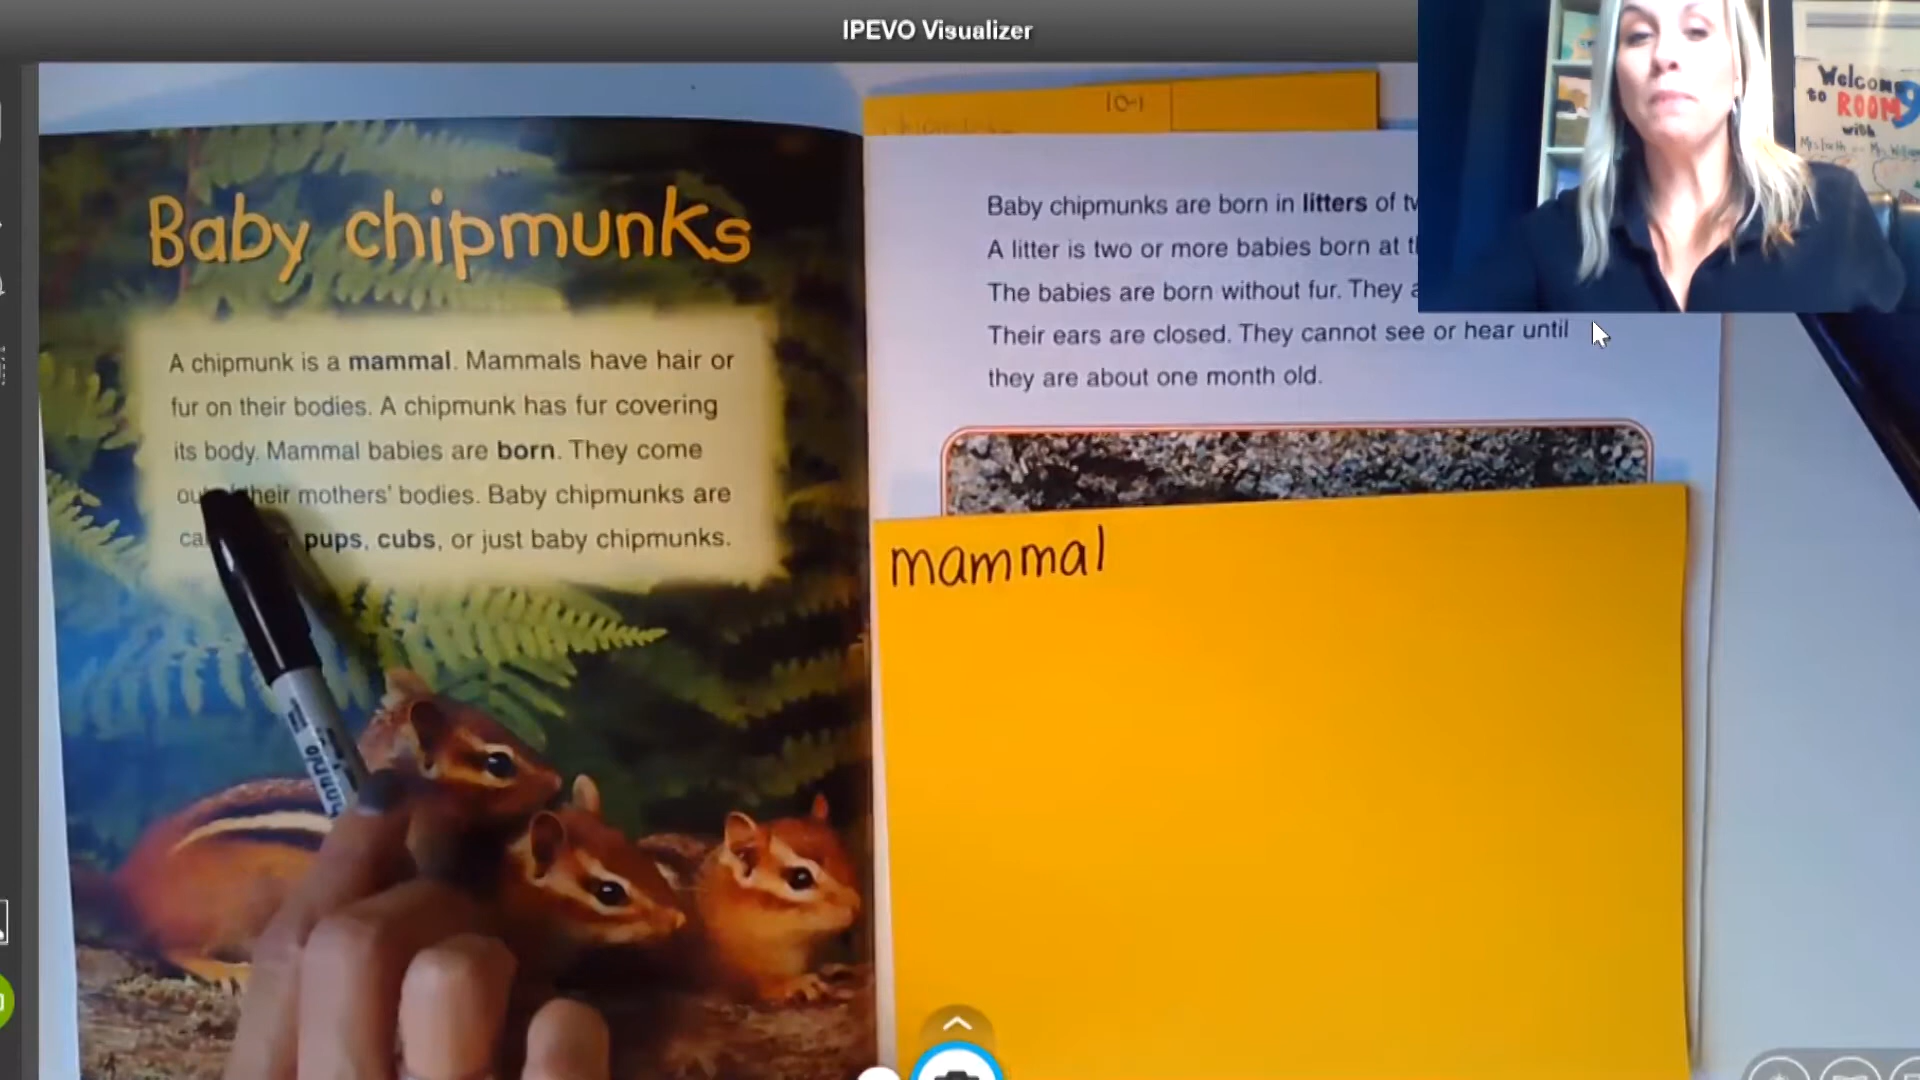 IPEVO Visualizer
Welcome
to ROOM 9
with
10-1
Baby chipmunks
A chipmunk is a mammal. Mammals have hair or
fur on their bodies. A chipmunk has fur covering
its body. Mammal babies are born. They come
their mothers' bodies. Baby chipmunks are
pups, cubs, or just baby chipmunks.
Baby chipmunks are born in litters of
A litter is two or more babies born at
The babies are born without fur. They
Their ears are closed. They cannot see or hear until
they are about one month old.
mammal